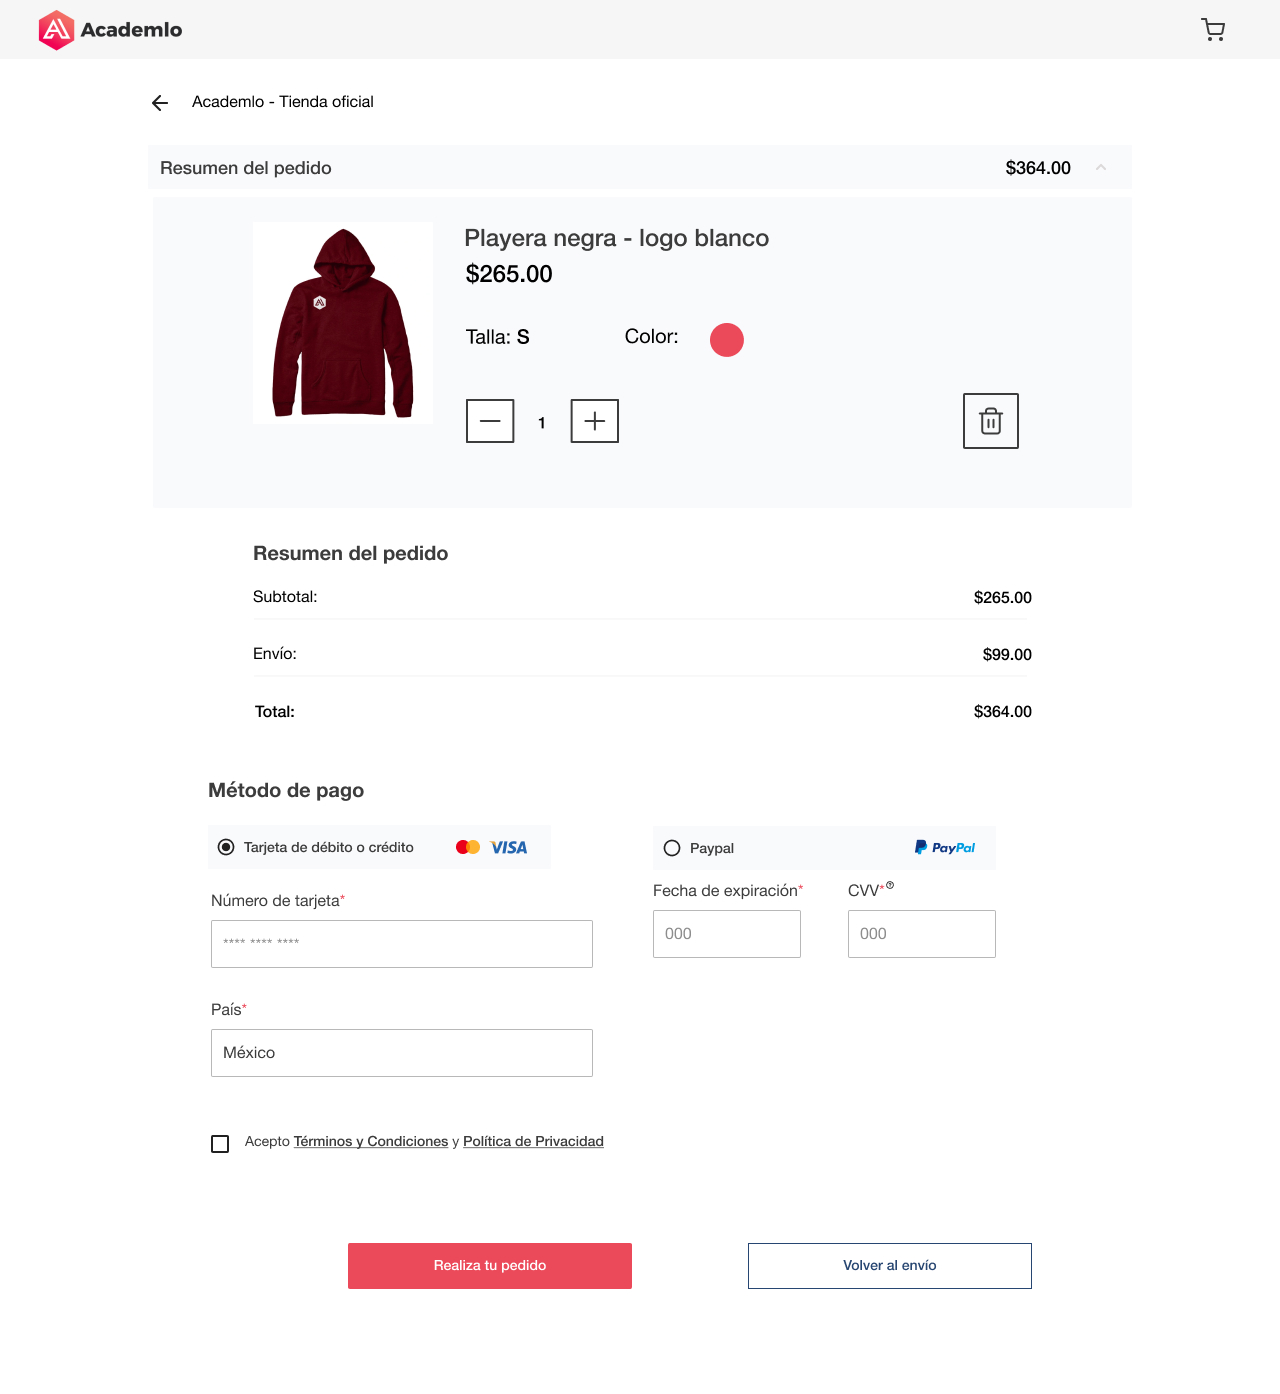 Academlo
Academlo - Tienda oficial
Resumen del pedido $364.00
Playera negra - logo blanco
$265.00
Talla: S Color:
1
Resumen del pedido
Subtotal: $265.00
Envío: $99.00
Total: $364.00
Método de pago
Tarjeta de débito o crédito VISA Paypal PayPal
Número de tarjeta* Fecha de expiración* CVV*?
**** **** **** 000 000
País*
México
Acepto Términos y Condiciones y Política de Privacidad
Realiza tu pedido Volver al envío